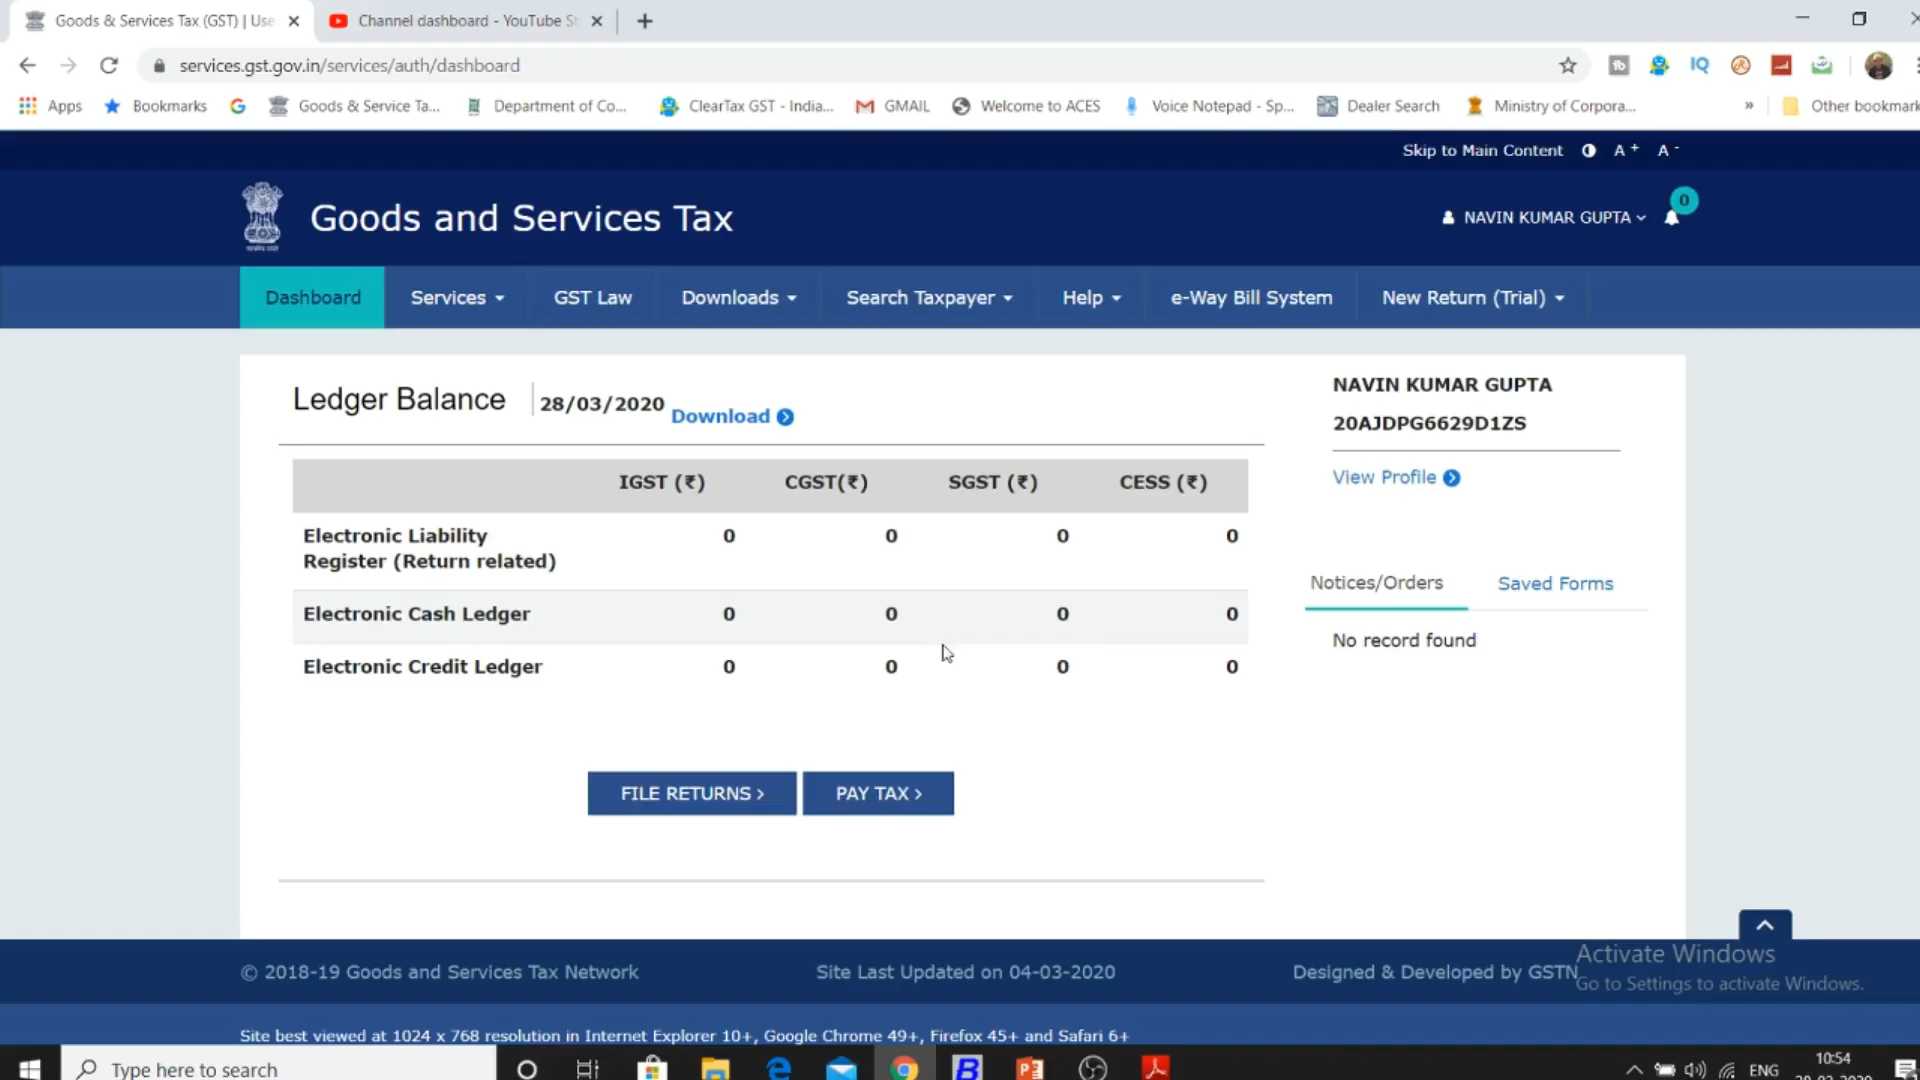 Goods & Services Tax (GST) | Use
Channel dashboard - YouTube St
services.gst.gov.in/services/auth/dashboard
Apps Bookmarks Goods & Service Ta... Department of Co... ClearTax GST - India... GMAIL Welcome to ACES Voice Notepad - Sp... Dealer Search Ministry of Corpora... » Other bookmark
Skip to Main Content A+ A-
Goods and Services Tax
NAVIN KUMAR GUPTA 0
Dashboard Services GST Law Downloads Search Taxpayer Help e-Way Bill System New Return (Trial)
Ledger Balance 28/03/2020 Download
IGST (₹) CGST(₹) SGST (₹) CESS (₹)
Electronic Liability
Register (Return related) 0 0 0 0
Electronic Cash Ledger 0 0 0 0
Electronic Credit Ledger 0 0 0 0
FILE RETURNS > PAY TAX >
NAVIN KUMAR GUPTA
20AJDPG6629D1ZS
View Profile
Notices/Orders Saved Forms
No record found
© 2018-19 Goods and Services Tax Network Site Last Updated on 04-03-2020 Designed & Developed by GSTN
Activate Windows
Go to Settings to activate Windows.
Site best viewed at 1024 x 768 resolution in Internet Explorer 10+, Google Chrome 49+, Firefox 45+ and Safari 6+
Type here to search
ENG
10:54